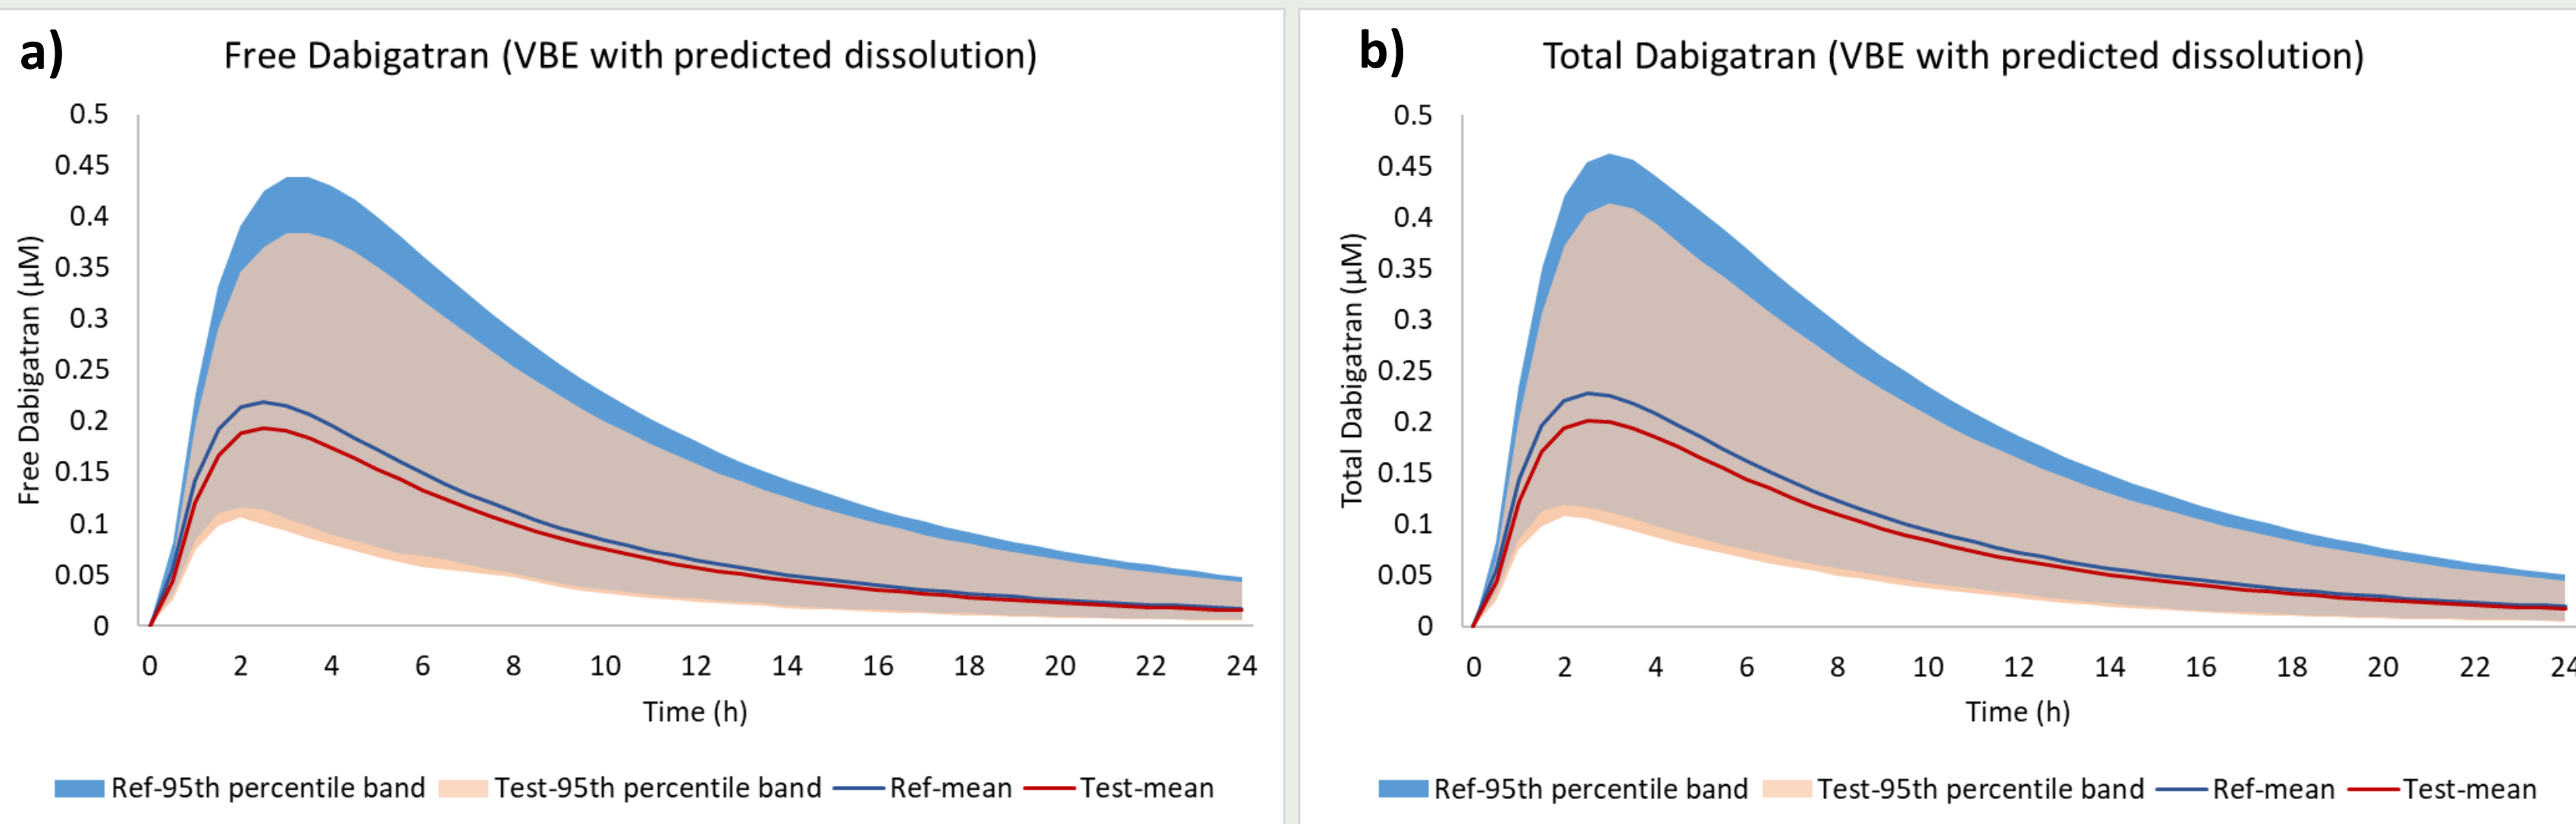 a)
Free Dabigatran (VBE with predicted dissolution)
Free Dabigatran (µM)
0.5
0.45
0.4
0.35
0.3
0.25
0.2
0.15
0.1
0.05
0
0 2 4 6 8 10 12 14 16 18 20 22 24
Time (h)
Ref-95th percentile band Test-95th percentile band Ref-mean Test-mean
b)
Total Dabigatran (VBE with predicted dissolution)
Total Dabigatran (µM)
0.5
0.45
0.4
0.35
0.3
0.25
0.2
0.15
0.1
0.05
0
0 2 4 6 8 10 12 14 16 18 20 22 24
Time (h)
Ref-95th percentile band Test-95th percentile band Ref-mean Test-mean